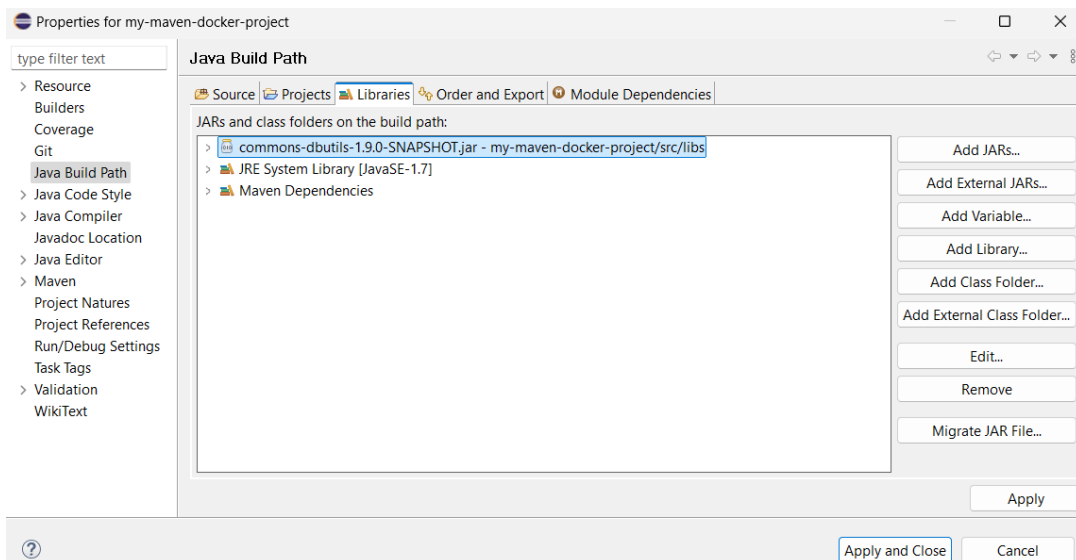 Properties for my-maven-docker-project
type filter text
Resource
Builders
Coverage
Git
Java Build Path
Java Code Style
Java Compiler
Javadoc Location
Java Editor
Maven
Project Natures
Project References
Run/Debug Settings
Task Tags
Validation
WikiText
Java Build Path
Source Projects Libraries Order and Export Module Dependencies
JARs and class folders on the build path:
commons-dbutils-1.9.0-SNAPSHOT.jar - my-maven-docker-project/src/libs
JRE System Library [JavaSE-1.7]
Maven Dependencies
Add JARs...
Add External JARs...
Add Variable...
Add Library...
Add Class Folder...
Add External Class Folder...
Edit...
Remove
Migrate JAR File...
Apply
Apply and Close Cancel